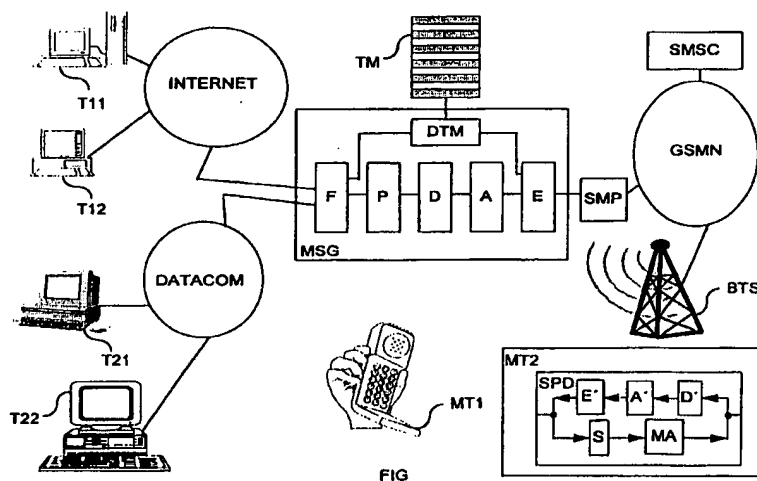 INTERNET
TM
SMSC
T11
DTM
GSMN
T12
F
P
D
A
E
SMP
MSG
DATACOM
BTS
T21
MT2
SPD
E´
A´
D´
T22
MT1
S
MA
FIG